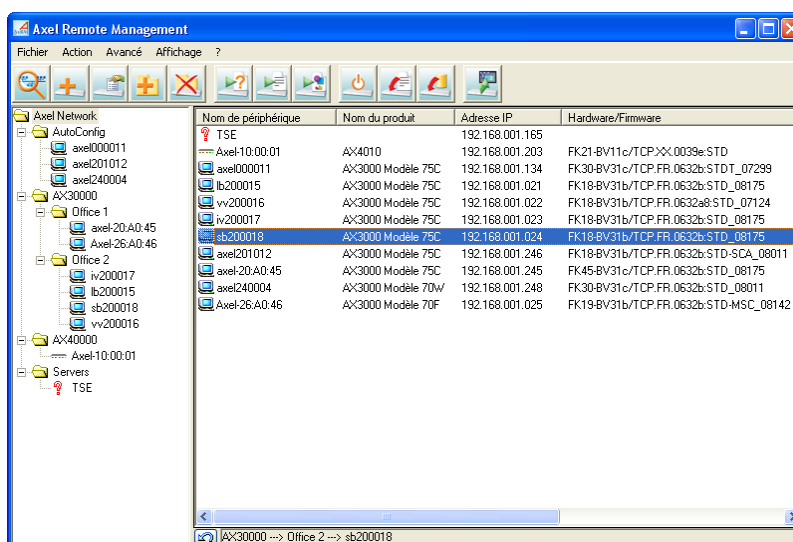 Axel Remote Management
Fichier Action Avancé Affichage ?
Axel Network
AutoConfig
axel000011
axel201012
axel240004
AX30000
Office 1
axel-20:A0:45
Axel-26:A0:46
Office 2
iv200017
lb200015
sb200018
vv200016
AX40000
Axel-10:00:01
Servers
TSE
Nom de périphérique Nom du produit Adresse IP Hardware/Firmware
TSE 192.168.001.165
Axel-10:00:01 AX4010 192.168.001.203 FK21-BV11c/TCP.XX.0039e:STD
axel000011 AX3000 Modèle 75C 192.168.001.134 FK30-BV31c/TCP.FR.0632b:STDT_07299
lb200015 AX3000 Modèle 75C 192.168.001.021 FK18-BV31b/TCP.FR.0632b:STD_08175
vv200016 AX3000 Modèle 75C 192.168.001.022 FK18-BV31b/TCP.FR.0632a8:STD_07124
iv200017 AX3000 Modèle 75C 192.168.001.023 FK18-BV31b/TCP.FR.0632b:STD_08175
sb200018 AX3000 Modèle 75C 192.168.001.024 FK18-BV31b/TCP.FR.0632b:STD_08175
axel201012 AX3000 Modèle 75C 192.168.001.246 FK18-BV31b/TCP.FR.0632b:STD-SCA_08011
axel-20:A0:45 AX3000 Modèle 75C 192.168.001.245 FK45-BV31c/TCP.FR.0632b:STD_08175
axel240004 AX3000 Modèle 70W 192.168.001.248 FK30-BV31c/TCP.FR.0632b:STD_08011
Axel-26:A0:46 AX3000 Modèle 70F 192.168.001.025 FK19-BV31b/TCP.FR.0632b:STD-MSC_08142
AX30000 ---> Office 2 ---> sb200018